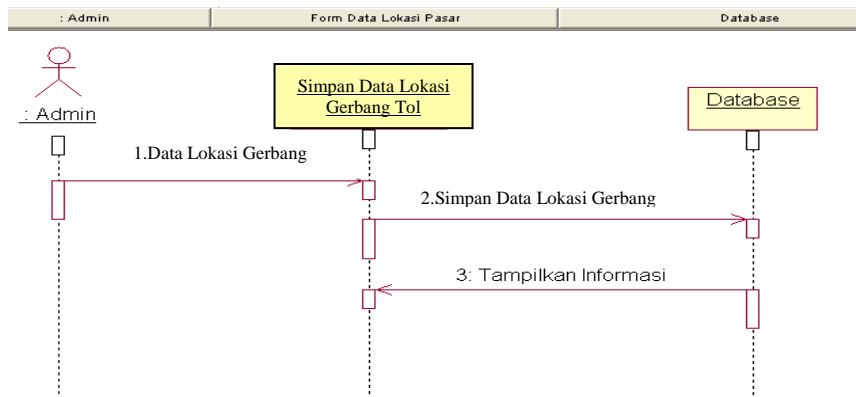 : Admin
Form Data Lokasi Pasar
Database
Simpan Data Lokasi
Gerbang Tol
Database
: Admin
1.Data Lokasi Gerbang
2.Simpan Data Lokasi Gerbang
3: Tampilkan Informasi